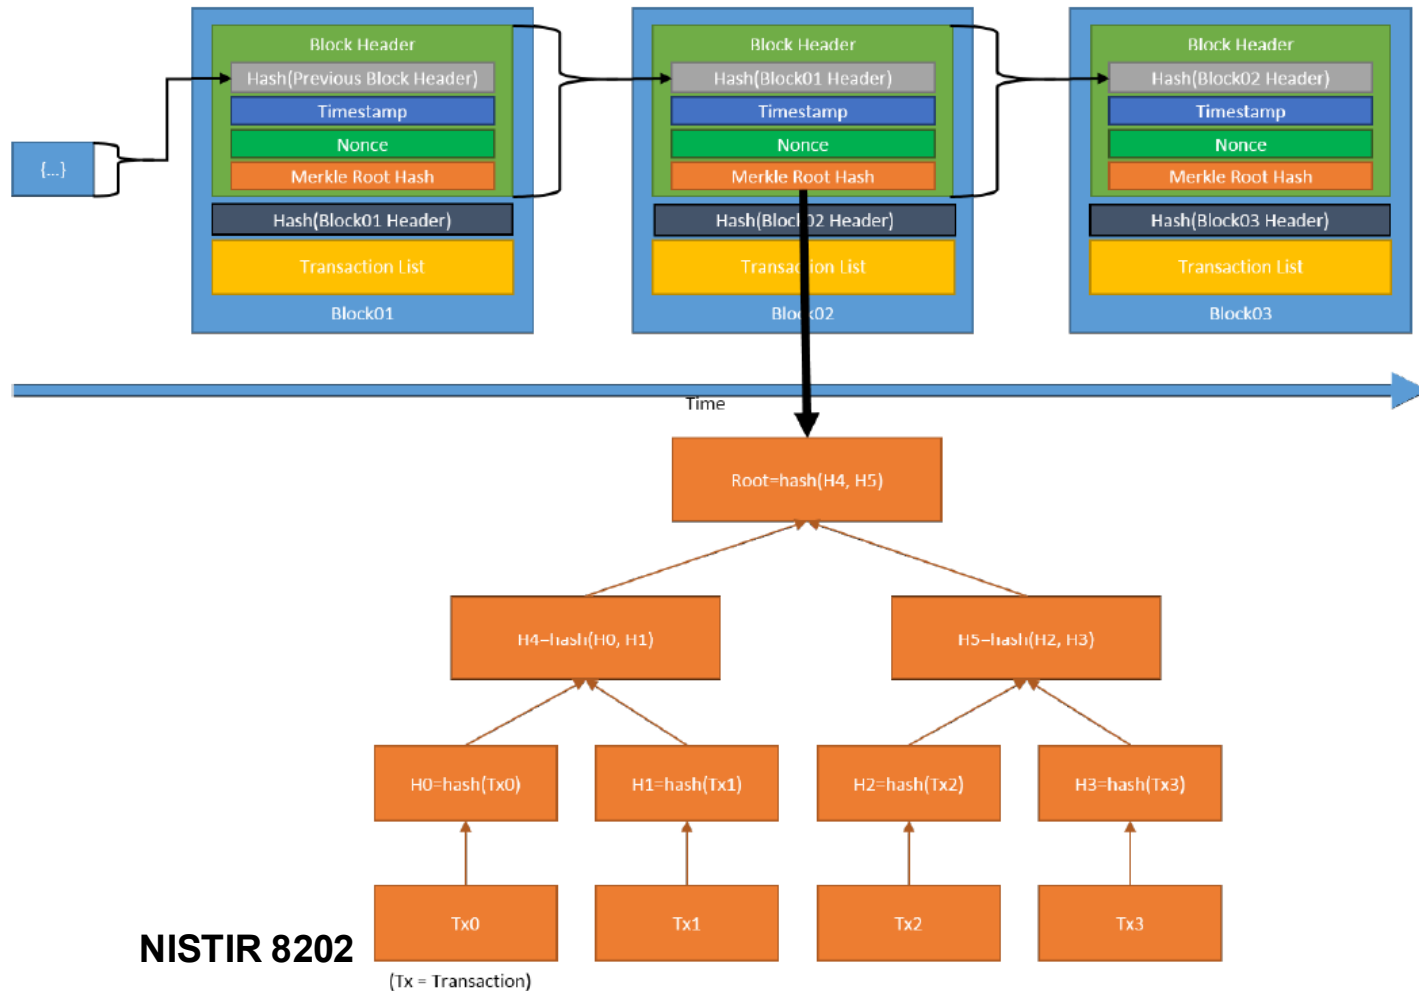 Block Header
Hash(Previous Block Header)
Timestamp
Nonce
Merkle Root Hash
Hash(Block01 Header)
Transaction List
Block01
Block Header
Hash(Block01 Header)
Timestamp
Nonce
Merkle Root Hash
Hash(Block02 Header)
Transaction List
Block02
Block Header
Hash(Block02 Header)
Timestamp
Nonce
Merkle Root Hash
Hash(Block03 Header)
Transaction List
Block03
{...}
Time
Root=hash(H4, H5)
H4=hash(H0, H1)
H5=hash(H2, H3)
H0=hash(Tx0)
H1=hash(Tx1)
H2=hash(Tx2)
H3=hash(Tx3)
Tx0
Tx1
Tx2
Tx3
NISTIR 8202
(Tx = Transaction)